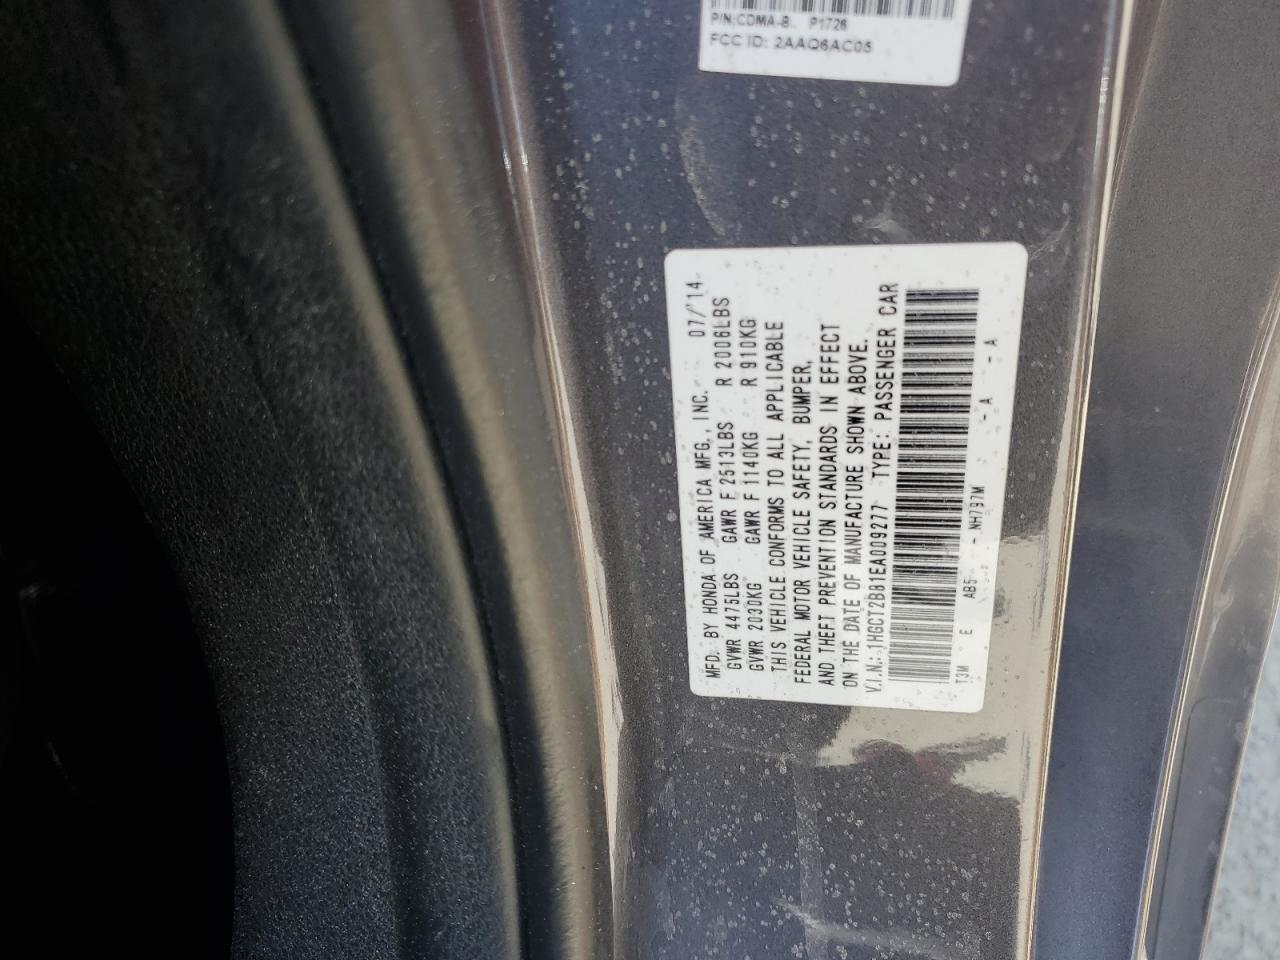 P/N:CDMA-B. P1726
FCC ID: 2AAQ6AC05
MFD. BY HONDA OF AMERICA MFG., INC. 07/'14
GVWR 4475LBS GAWR F 2513LBS R 2006LBS
GVWR 2030KG GAWR F 1140KG R 910KG
THIS VEHICLE CONFORMS TO ALL APPLICABLE
FEDERAL MOTOR VEHICLE SAFETY, BUMPER,
AND THEFT PREVENTION STANDARDS IN EFFECT
ON THE DATE OF MANUFACTURE SHOWN ABOVE.
V.I.N.: 1HGCT2B81EA009277 TYPE: PASSENGER CAR
T3M E AB5 - NH797M - A - A